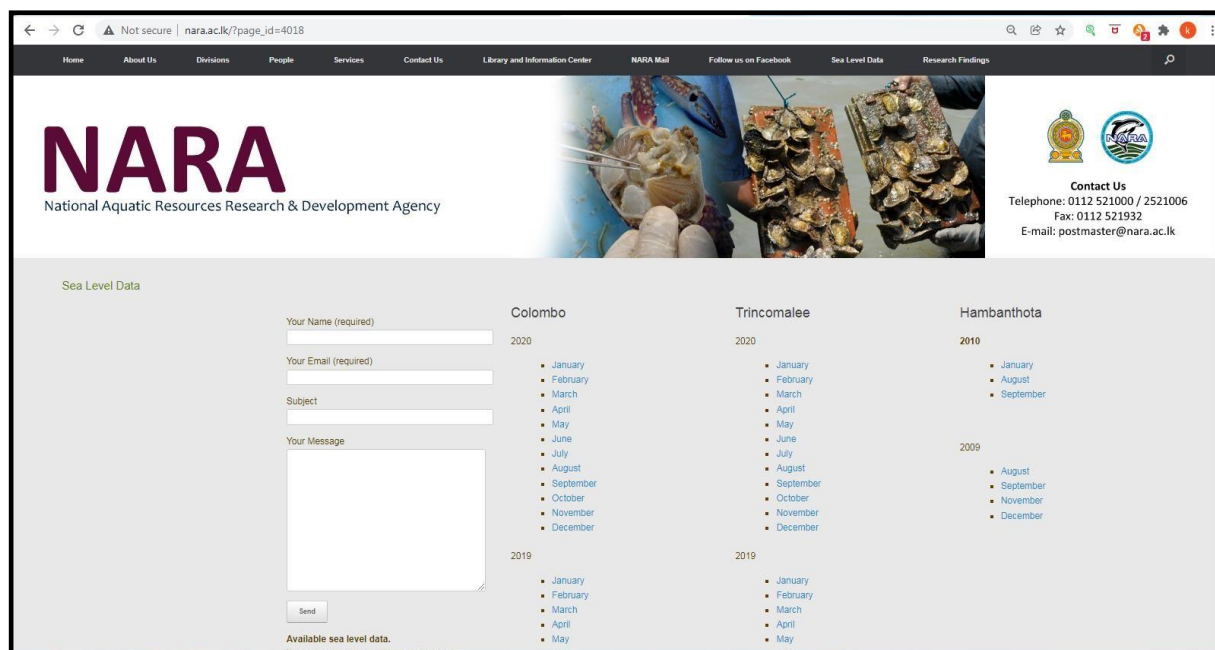 Not secure | nara.ac.lk/?page_id=4018
2
k
Home About Us Divisions People Services Contact Us Library and Information Center NARA Mail Follow us on Facebook Sea Level Data Research Findings
NARA
National Aquatic Resources Research & Development Agency
NARA
Contact Us
Telephone: 0112 521000 / 2521006
Fax: 0112 521932
E-mail: postmaster@nara.ac.lk
Sea Level Data
Your Name (required)
Your Email (required)
Subject
Your Message
Send
Available sea level data.
Colombo
2020
January
February
March
April
May
June
July
August
September
October
November
December
2019
January
February
March
April
May
Trincomalee
2020
January
February
March
April
May
June
July
August
September
October
November
December
2019
January
February
March
April
May
Hambanthota
2010
January
August
September
2009
August
September
November
December